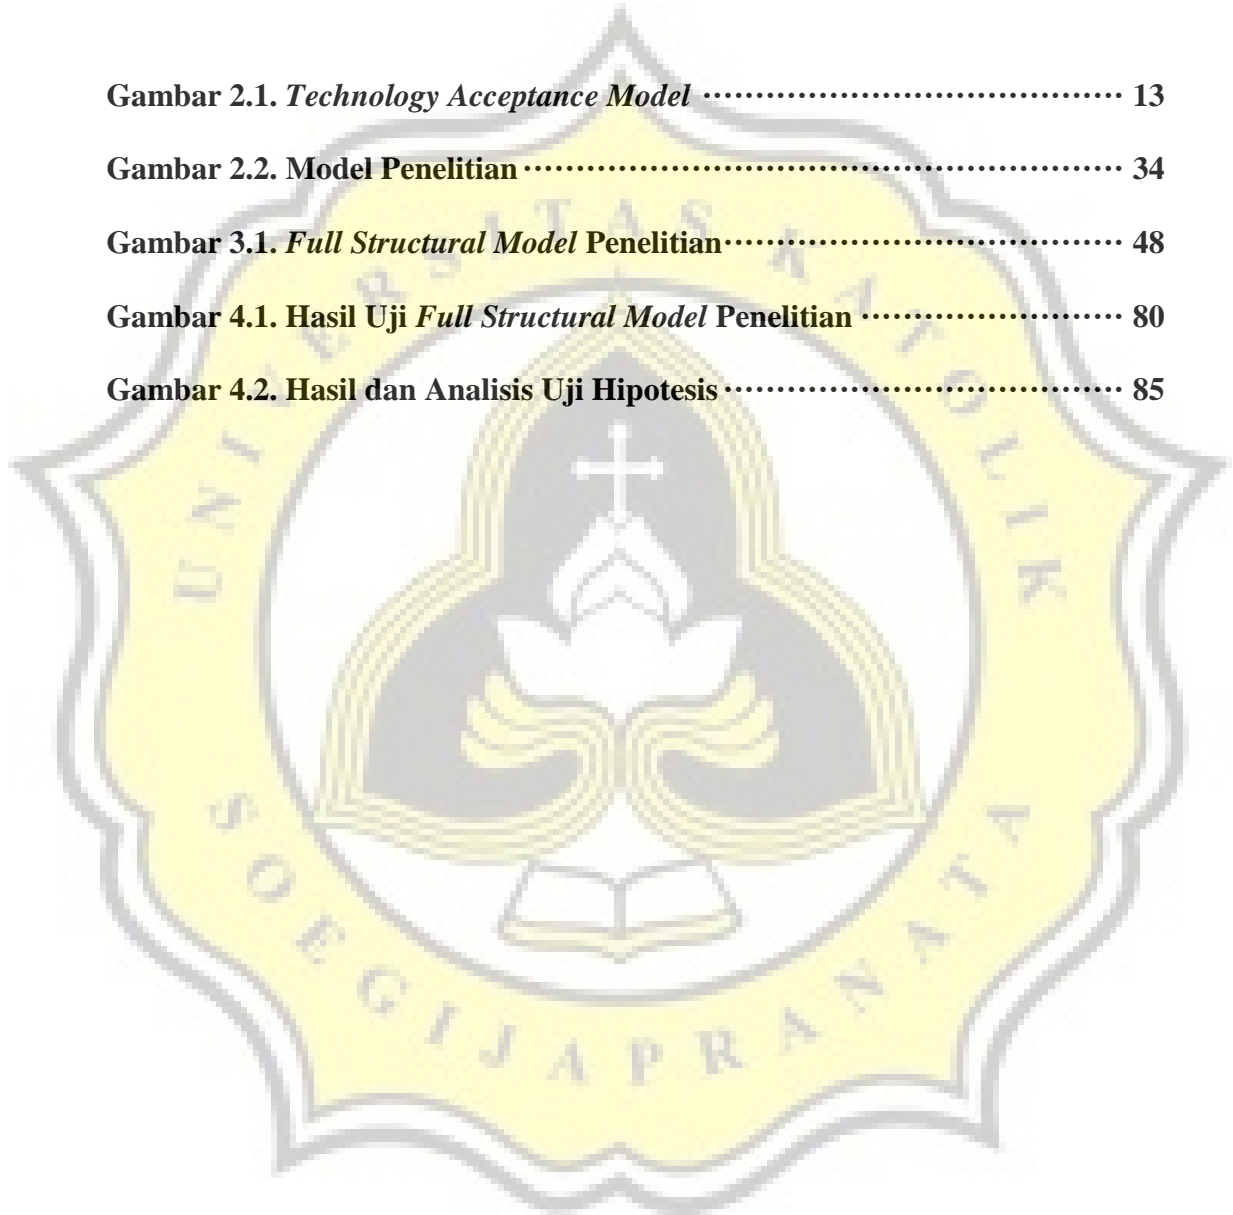 Gambar 2.1. Technology Acceptance Model ........................................ 13
Gambar 2.2. Model Penelitian ........................................................ 34
Gambar 3.1. Full Structural Model Penelitian ...................................... 48
Gambar 4.1. Hasil Uji Full Structural Model Penelitian ......................... 80
Gambar 4.2. Hasil dan Analisis Uji Hipotesis ...................................... 85
UNIVERSITAS KATOLIK
SOEGIJAPRANATA